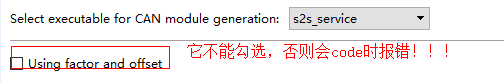 Select executable for CAN module generation: s2s_service
Using factor and offset 它不能勾选，否则会code时报错！！！